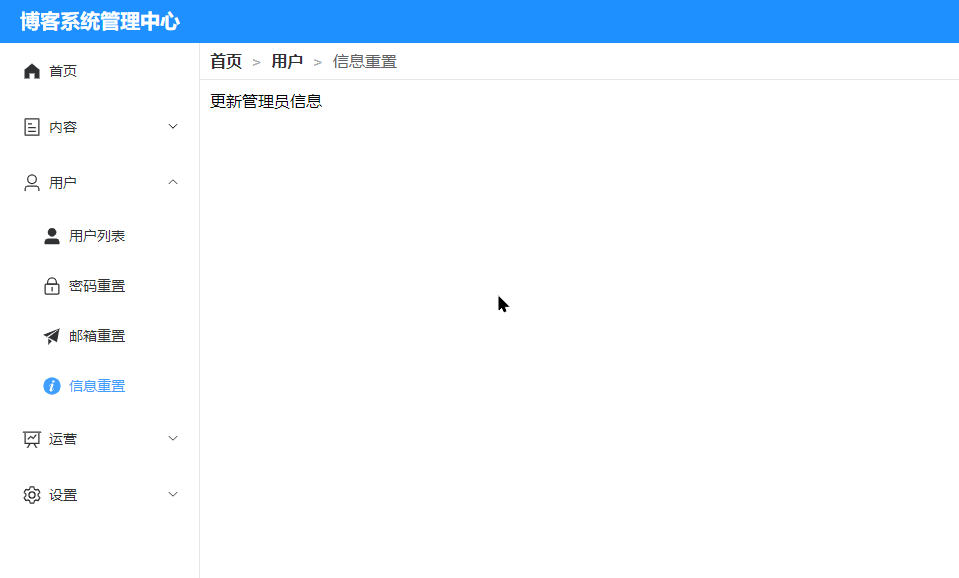 博客系统管理中心
首页
内容
用户
用户列表
密码重置
邮箱重置
信息重置
运营
设置
首页 > 用户 > 信息重置
更新管理员信息